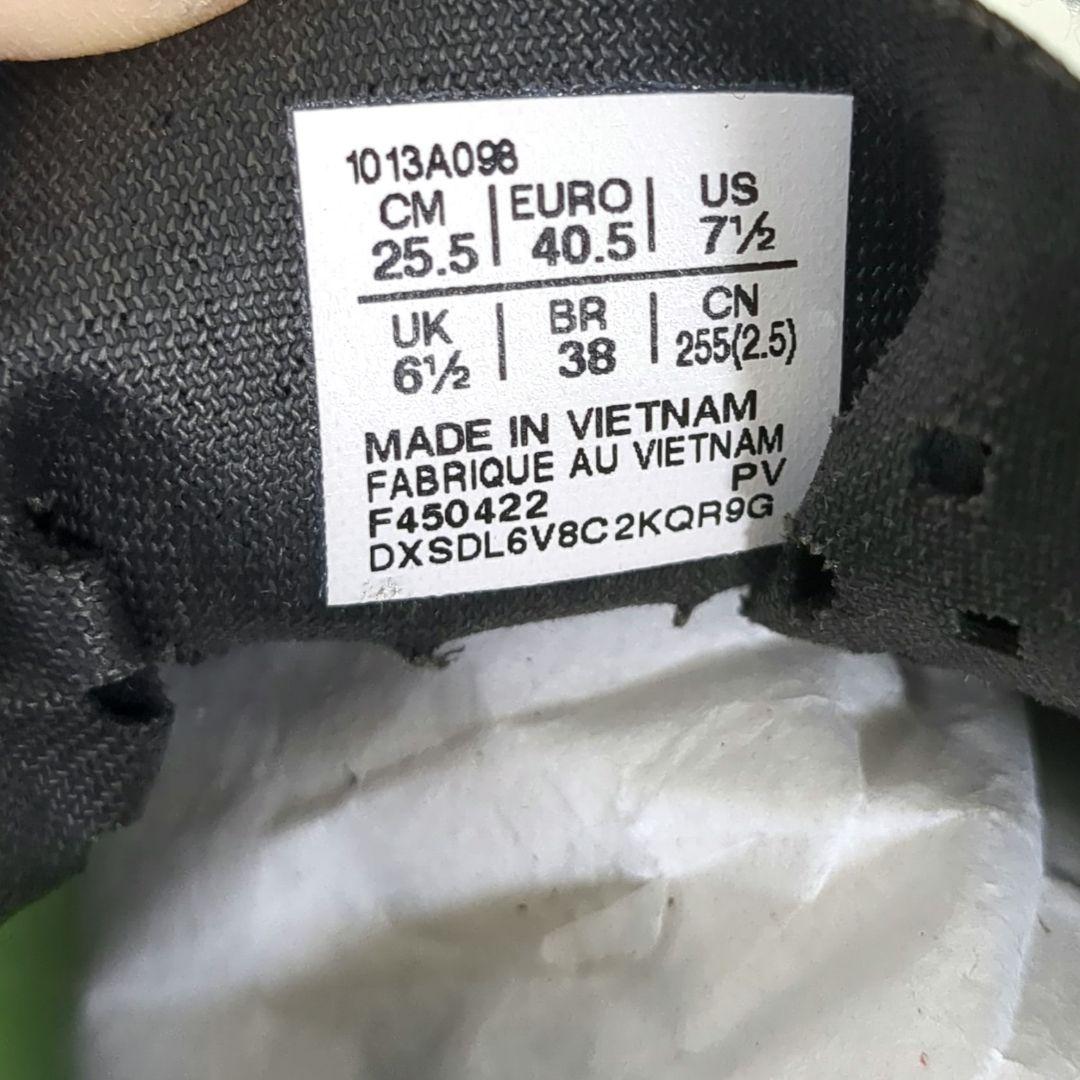 1013A098
CM | EURO | US
25.5 | 40.5 | 7½
UK | BR | CN
6½ | 38 | 255(2.5)
MADE IN VIETNAM
FABRIQUE AU VIETNAM
F450422 PV
DXSDL6V8C2KQR9G